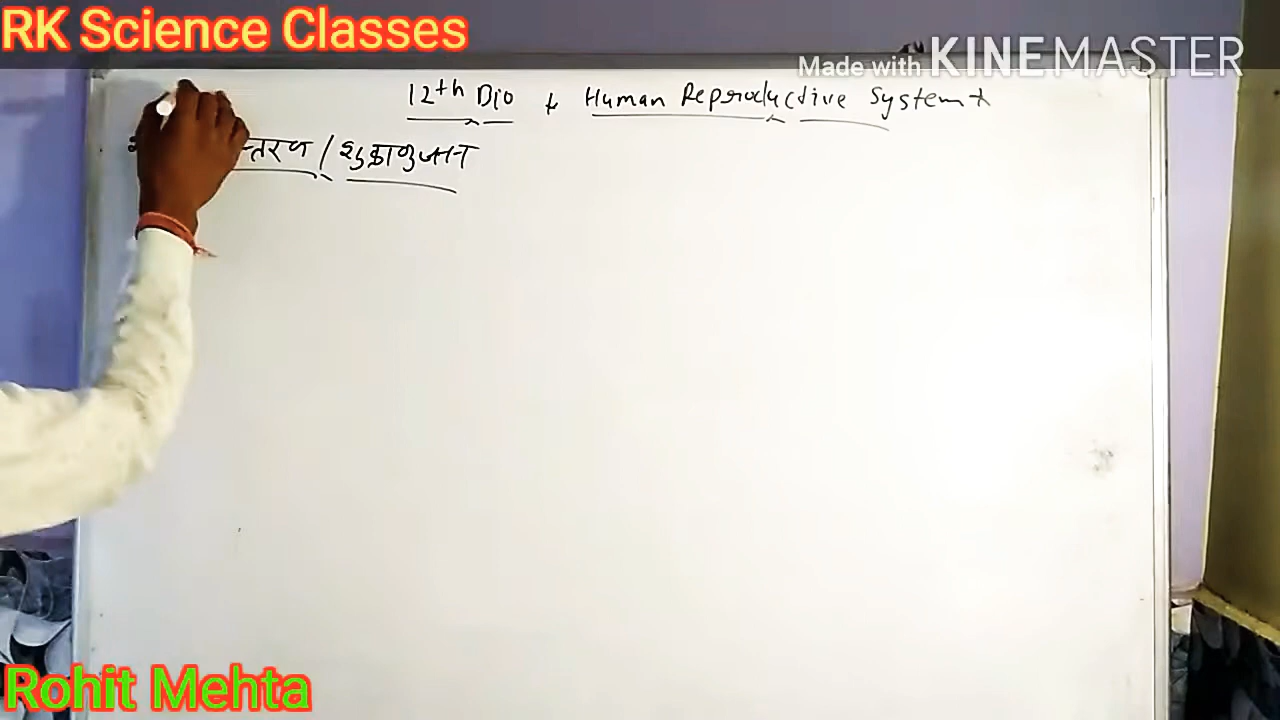 RK Science Classes
Made with KINEMASTER
12th Bio + Human Reproductive System +
/ शुक्राणुजनन
Rohit Mehta